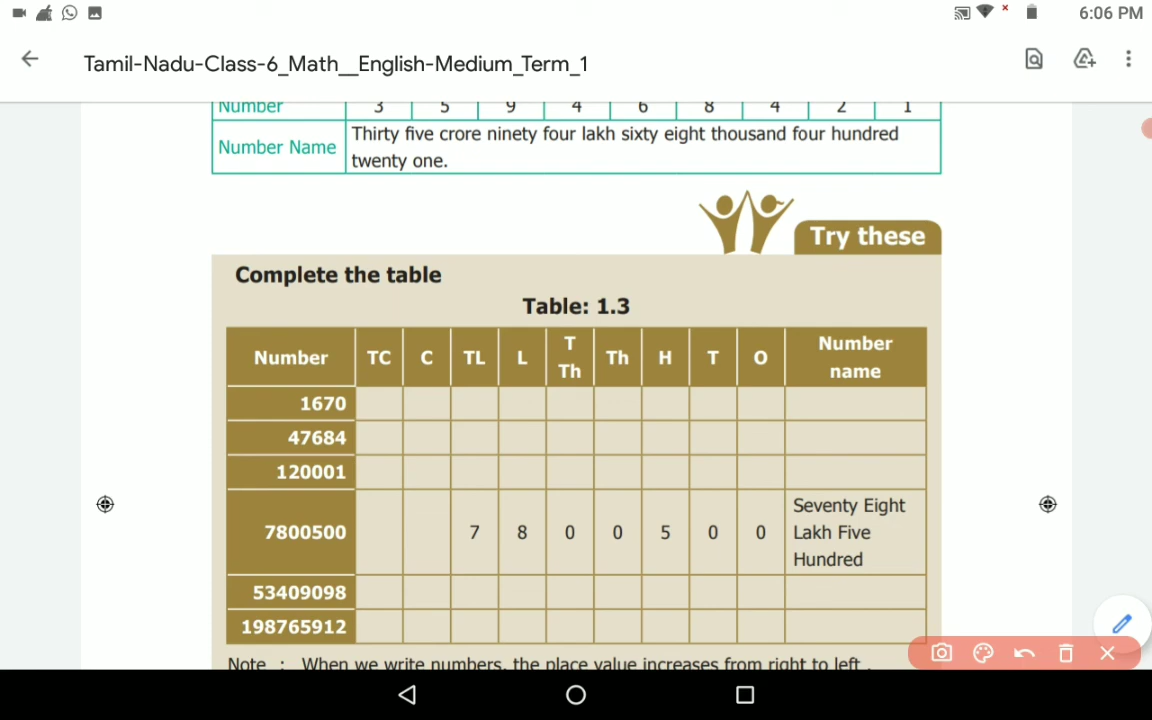 6:06 PM
Tamil-Nadu-Class-6_Math__English-Medium_Term_1
Number 3 5 9 4 6 8 4 2 1
Number Name Thirty five crore ninety four lakh sixty eight thousand four hundred
twenty one.
Try these
Complete the table
Table: 1.3
Number TC C TL L T Th Th H T O Number name
1670
47684
120001
7800500 7 8 0 0 5 0 0 Seventy Eight
Lakh Five
Hundred
53409098
198765912
Note : When we write numbers, the place value increases from right to left .